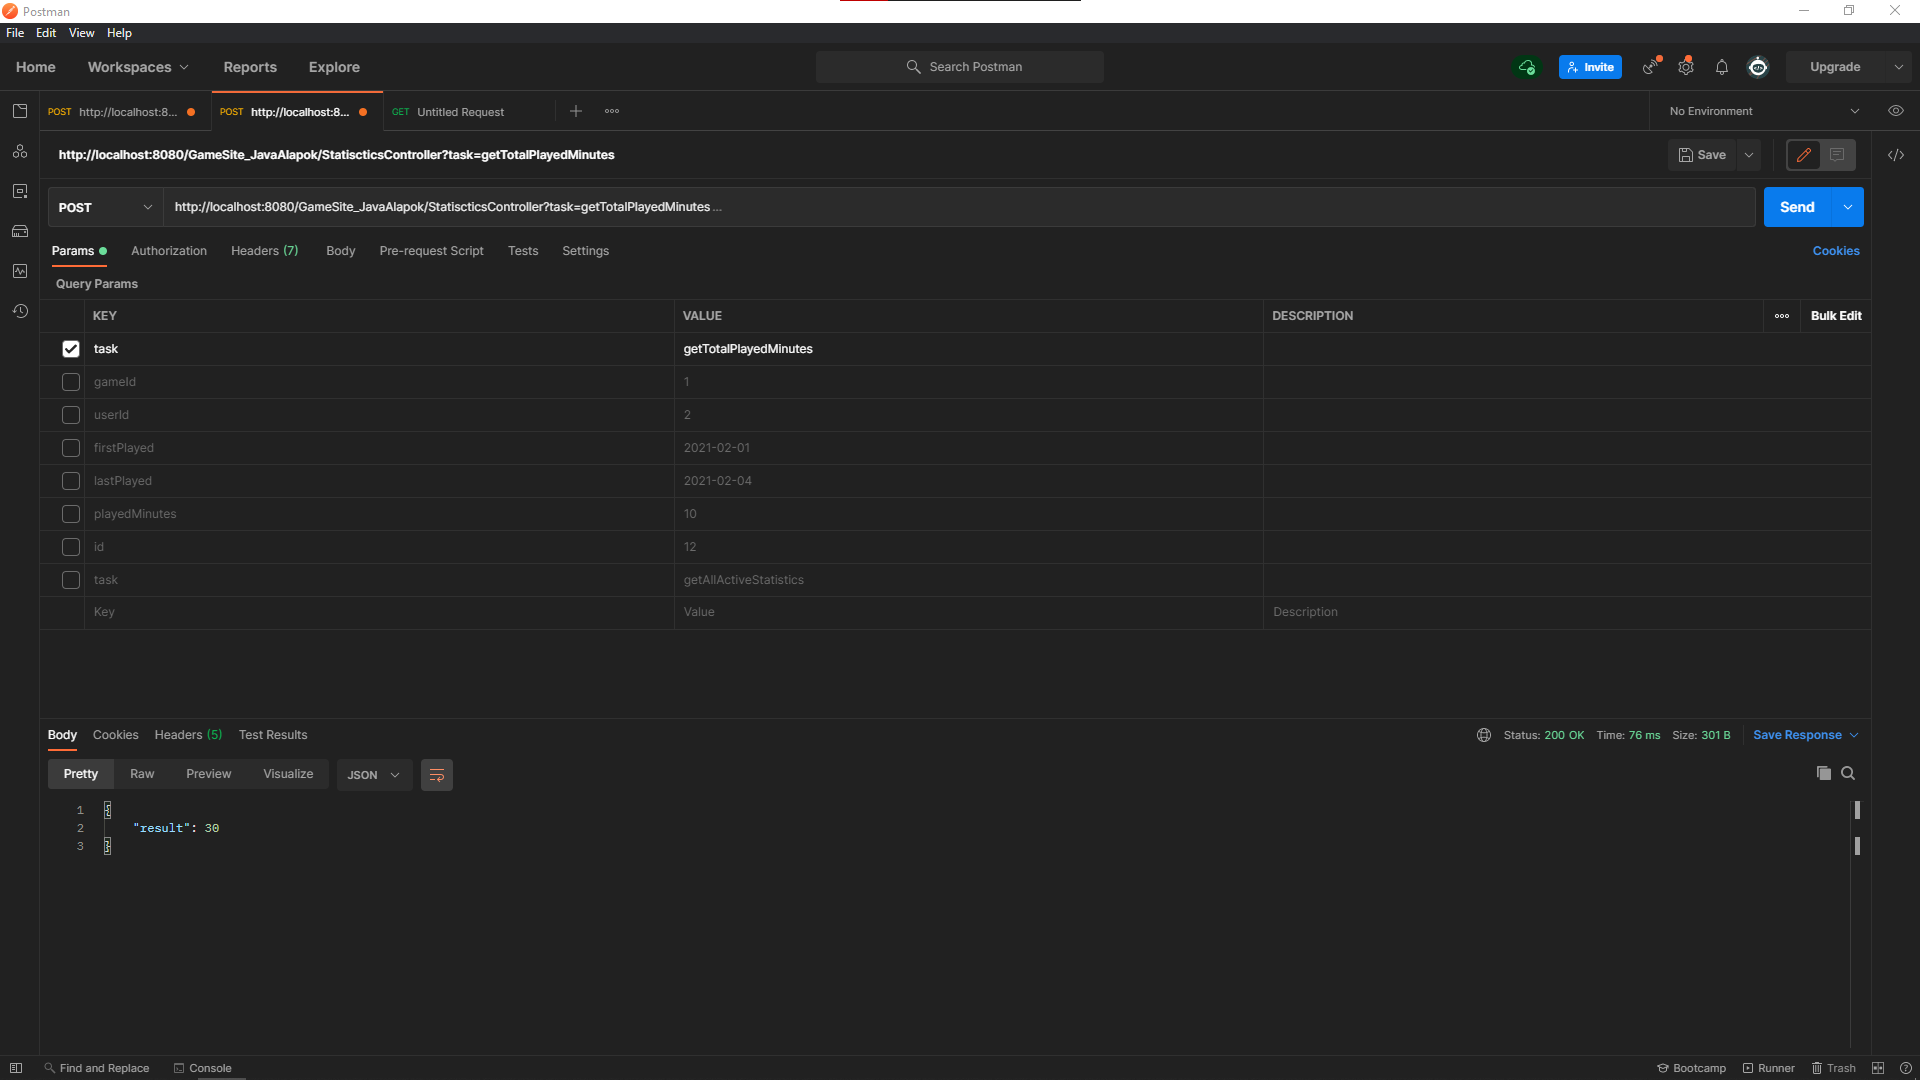 Postman
File Edit View Help
Home Workspaces Reports Explore Search Postman Invite Upgrade
POST http://localhost:8... POST http://localhost:8... GET Untitled Request No Environment
http://localhost:8080/GameSite_JavaAlapok/StatiscticsController?task=getTotalPlayedMinutes Save
POST http://localhost:8080/GameSite_JavaAlapok/StatiscticsController?task=getTotalPlayedMinutes ... Send
Params Authorization Headers (7) Body Pre-request Script Tests Settings Cookies
Query Params
KEY VALUE DESCRIPTION Bulk Edit
task getTotalPlayedMinutes
gameId 1
userId 2
firstPlayed 2021-02-01
lastPlayed 2021-02-04
playedMinutes 10
id 12
task getAllActiveStatistics
Key Value Description
Body Cookies Headers (5) Test Results Status: 200 OK Time: 76 ms Size: 301 B Save Response
Pretty Raw Preview Visualize JSON
1 {
2 "result": 30
3 }
Find and Replace Console Bootcamp Runner Trash